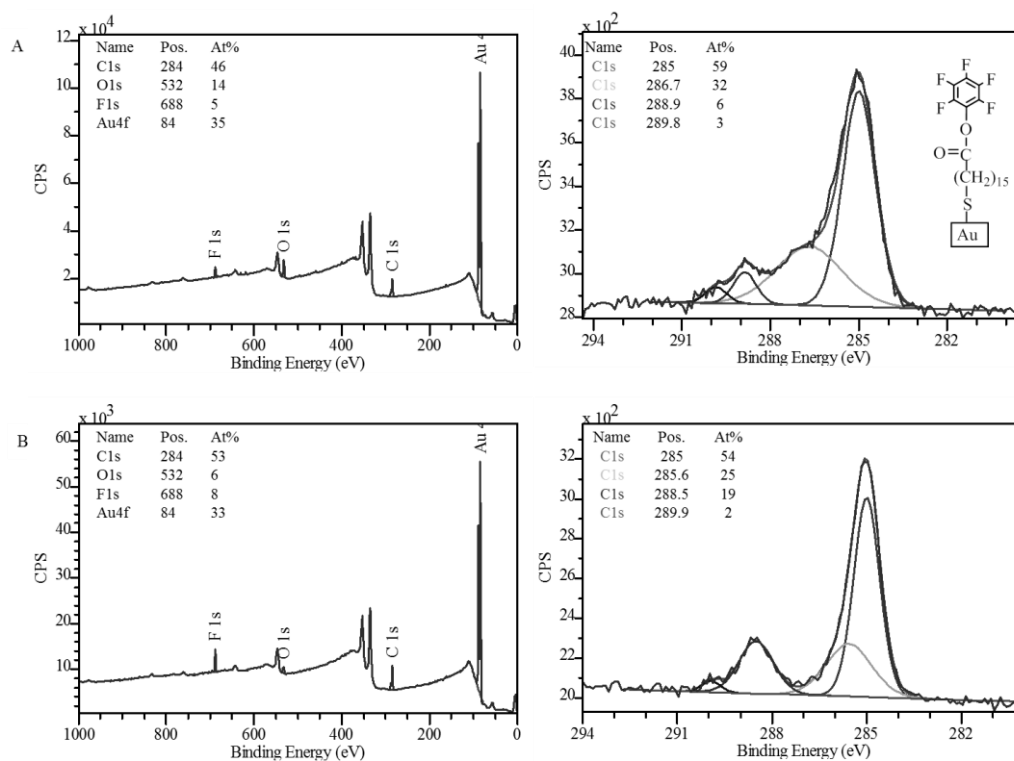 A
x 10^4
Name Pos. At%
C1s 284 46
O1s 532 14
F1s 688 5
Au4f 84 35
12
10
8
6
4
2
CPS
F 1s
O 1s
C 1s
Au 4
1000 800 600 400 200 0
Binding Energy (eV)
x 10^2
Name Pos. At%
C1s 285 59
C1s 286.7 32
C1s 288.9 6
C1s 289.8 3
40
38
36
34
32
30
28
CPS
294 291 288 285 282
Binding Energy (eV)
F
F F
F F
O
O=C
(CH2)15
S
Au
B
x 10^3
Name Pos. At%
C1s 284 53
O1s 532 6
F1s 688 8
Au4f 84 33
60
50
40
30
20
10
CPS
F 1s
O 1s
C 1s
Au 4
1000 800 600 400 200 0
Binding Energy (eV)
x 10^2
Name Pos. At%
C1s 285 54
C1s 285.6 25
C1s 288.5 19
C1s 289.9 2
32
30
28
26
24
22
20
CPS
294 291 288 285 282
Binding Energy (eV)